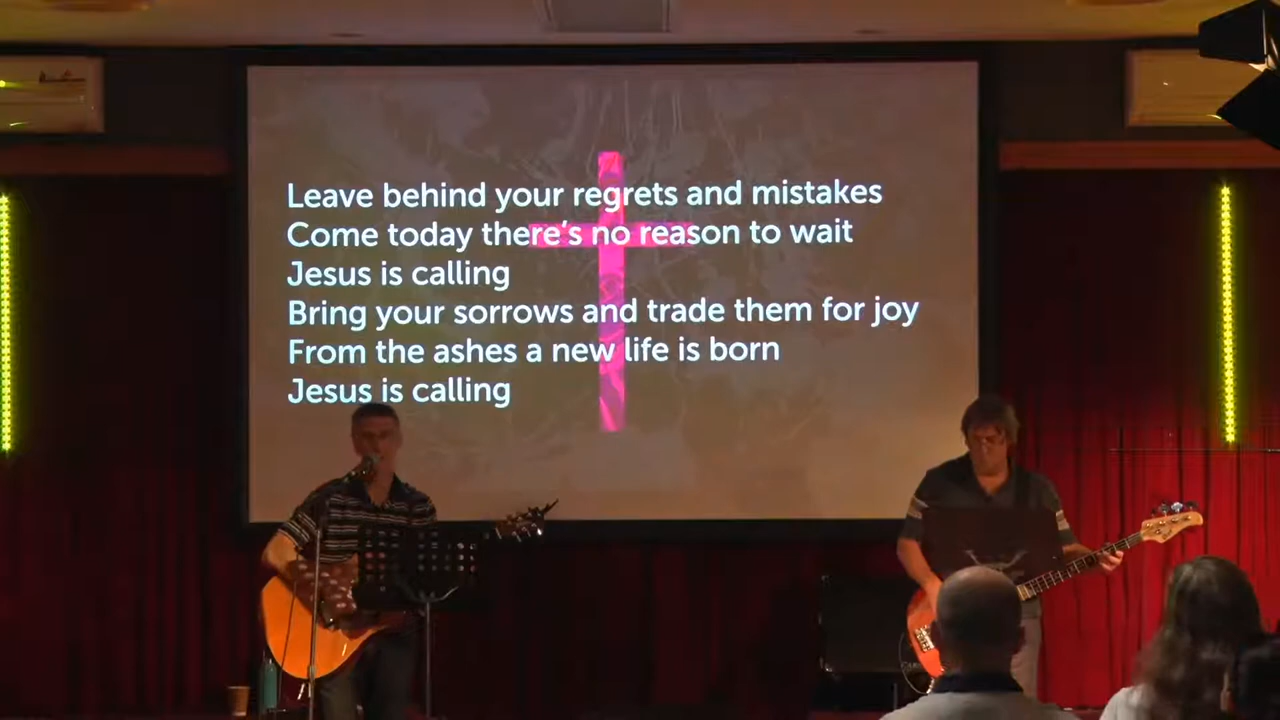 Leave behind your regrets and mistakes
Come today there's no reason to wait
Jesus is calling
Bring your sorrows and trade them for joy
From the ashes a new life is born
Jesus is calling